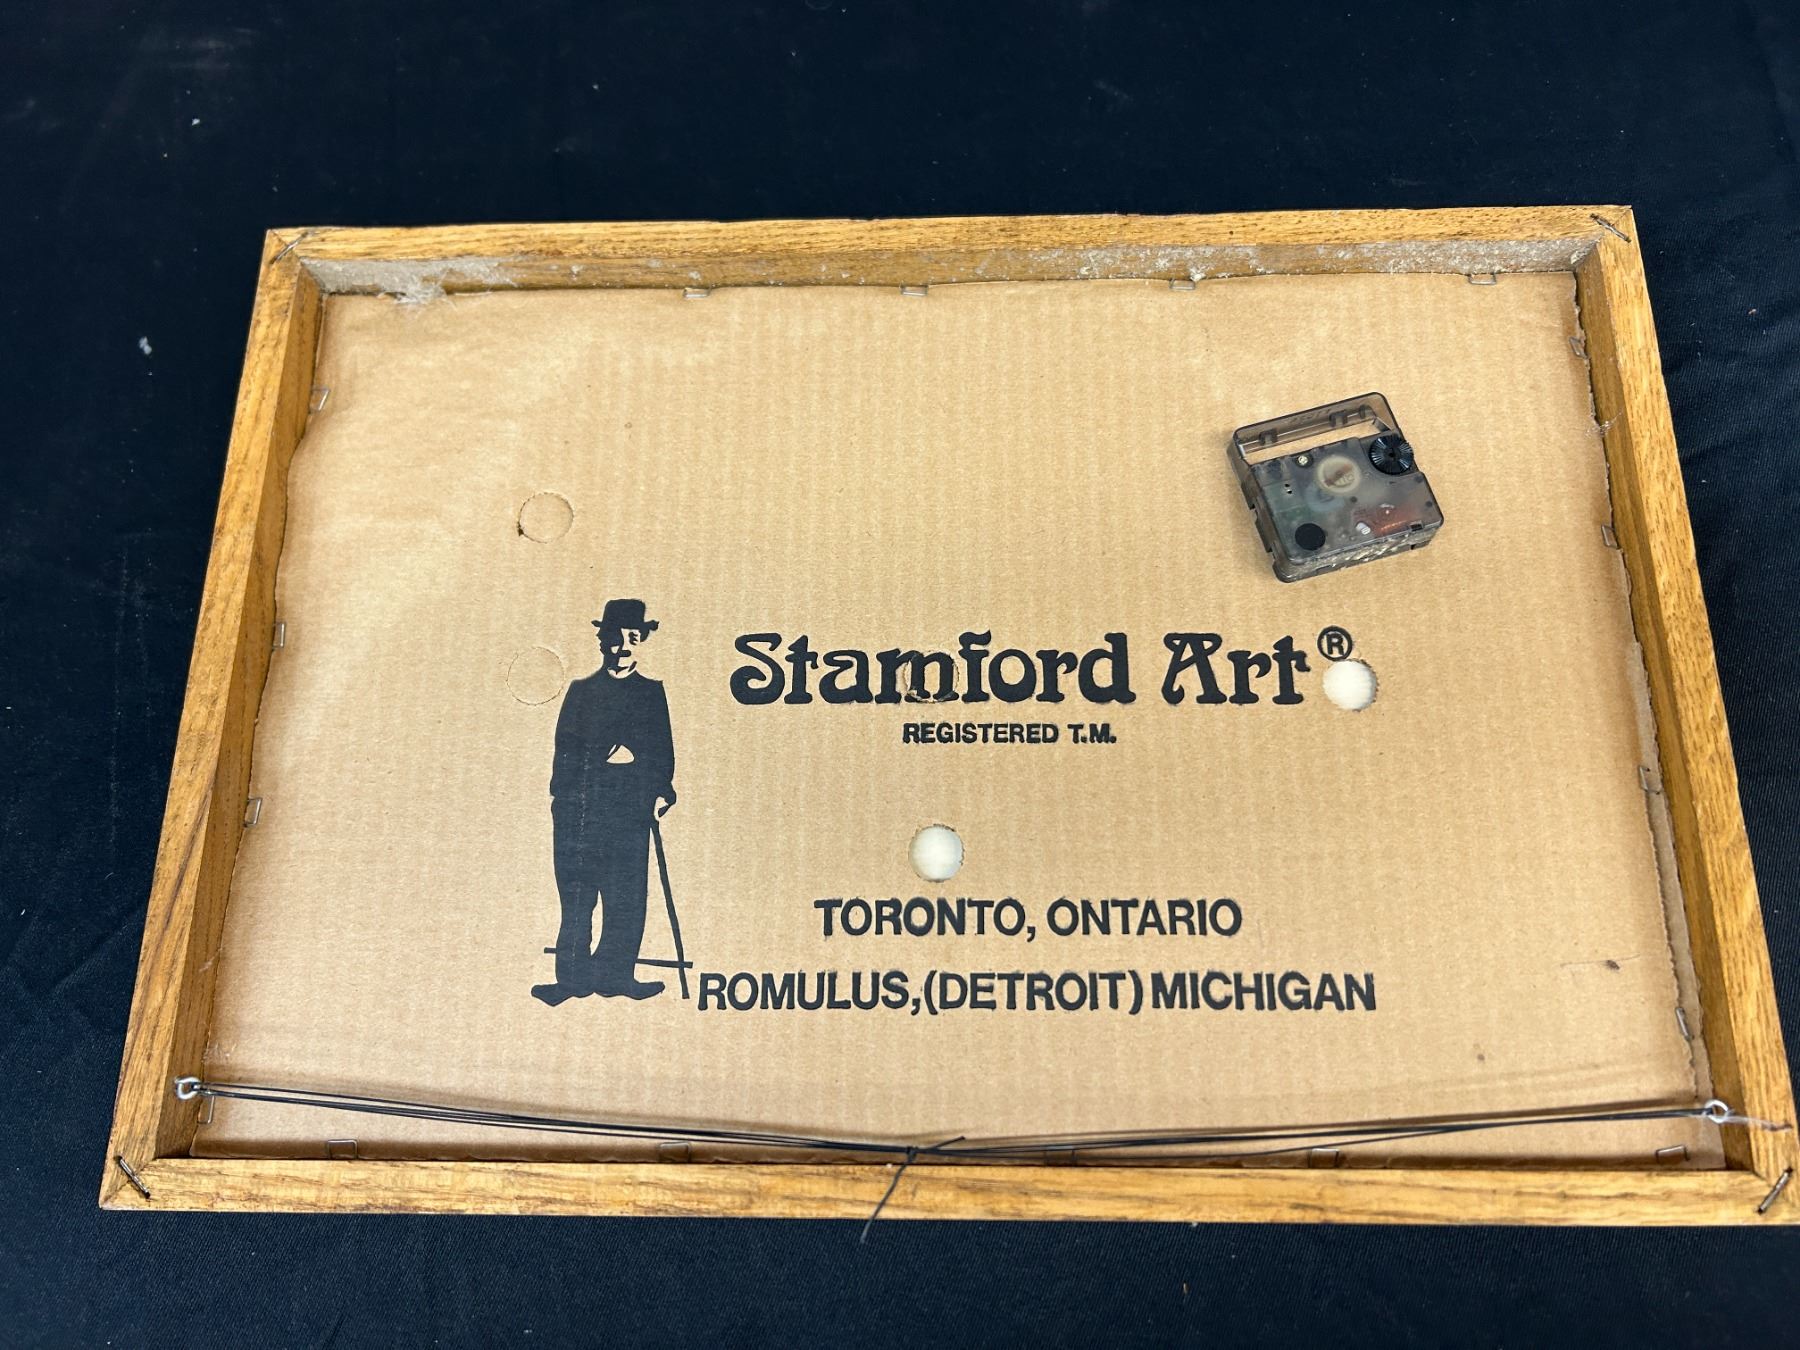 Stamford Art®
REGISTERED T.M.
TORONTO, ONTARIO
ROMULUS,(DETROIT) MICHIGAN